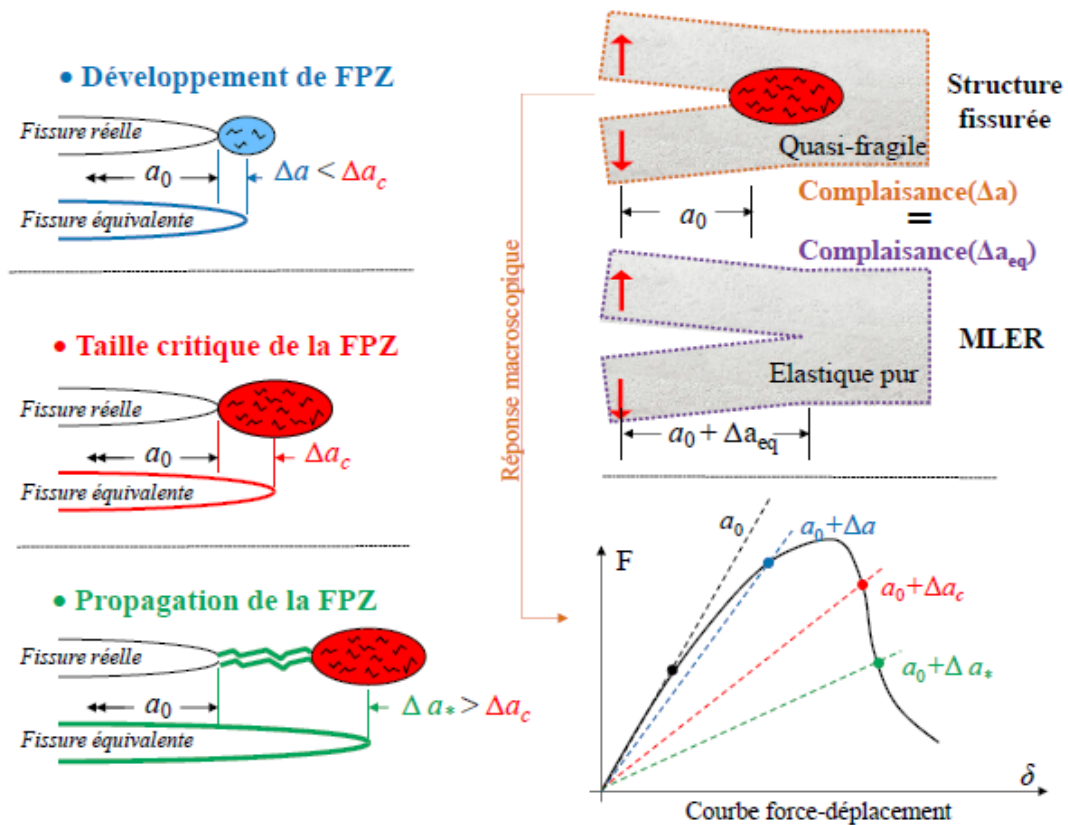 • Développement de FPZ
Fissure réelle
a0
Δa < Δac
Fissure équivalente
• Taille critique de la FPZ
Fissure réelle
a0
Δac
Fissure équivalente
• Propagation de la FPZ
Fissure réelle
a0
Δ a* > Δac
Fissure équivalente
Réponse macroscopique
Structure
fissurée
Quasi-fragile
a0
Complaisance(Δa)
=
Complaisance(Δaeq)
MLER
Elastique pur
a0 + Δaeq
F
a0
a0+Δa
a0+Δac
a0+Δ a*
δ
Courbe force-déplacement